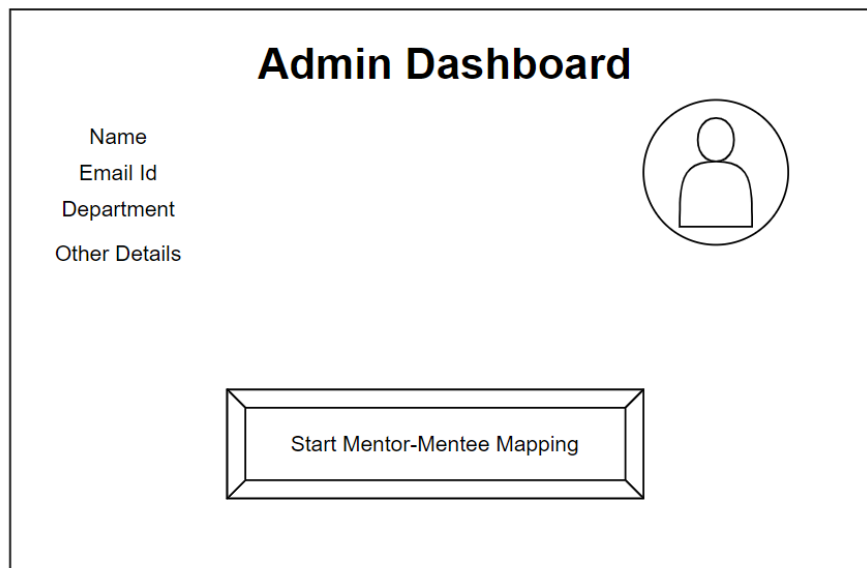 Admin Dashboard
Name
Email Id
Department
Other Details
Start Mentor-Mentee Mapping